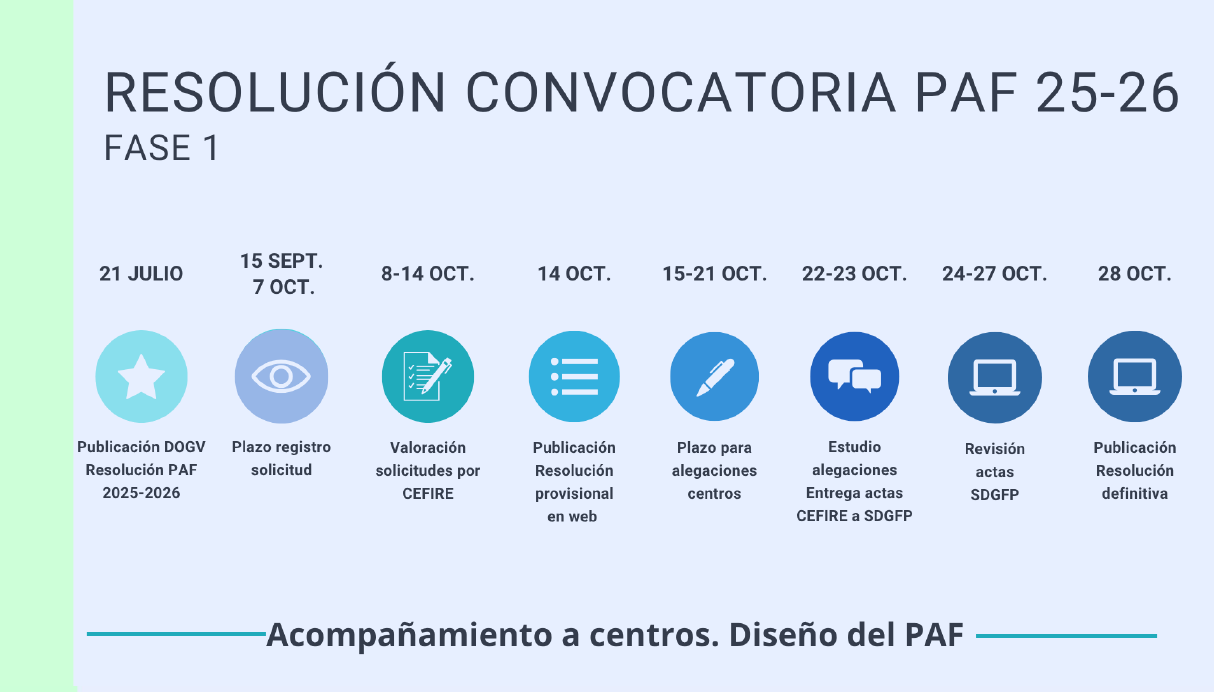 RESOLUCIÓN CONVOCATORIA PAF 25-26
FASE 1
21 JULIO
Publicación DOGV
Resolución PAF
2025-2026
15 SEPT.
7 OCT.
Plazo registro
solicitud
8-14 OCT.
Valoración
solicitudes por
CEFIRE
14 OCT.
Publicación
Resolución
provisional
en web
15-21 OCT.
Plazo para
alegaciones
centros
22-23 OCT.
Estudio
alegaciones
Entrega actas
CEFIRE a SDGFP
24-27 OCT.
Revisión
actas
SDGFP
28 OCT.
Publicación
Resolución
definitiva
Acompañamiento a centros. Diseño del PAF